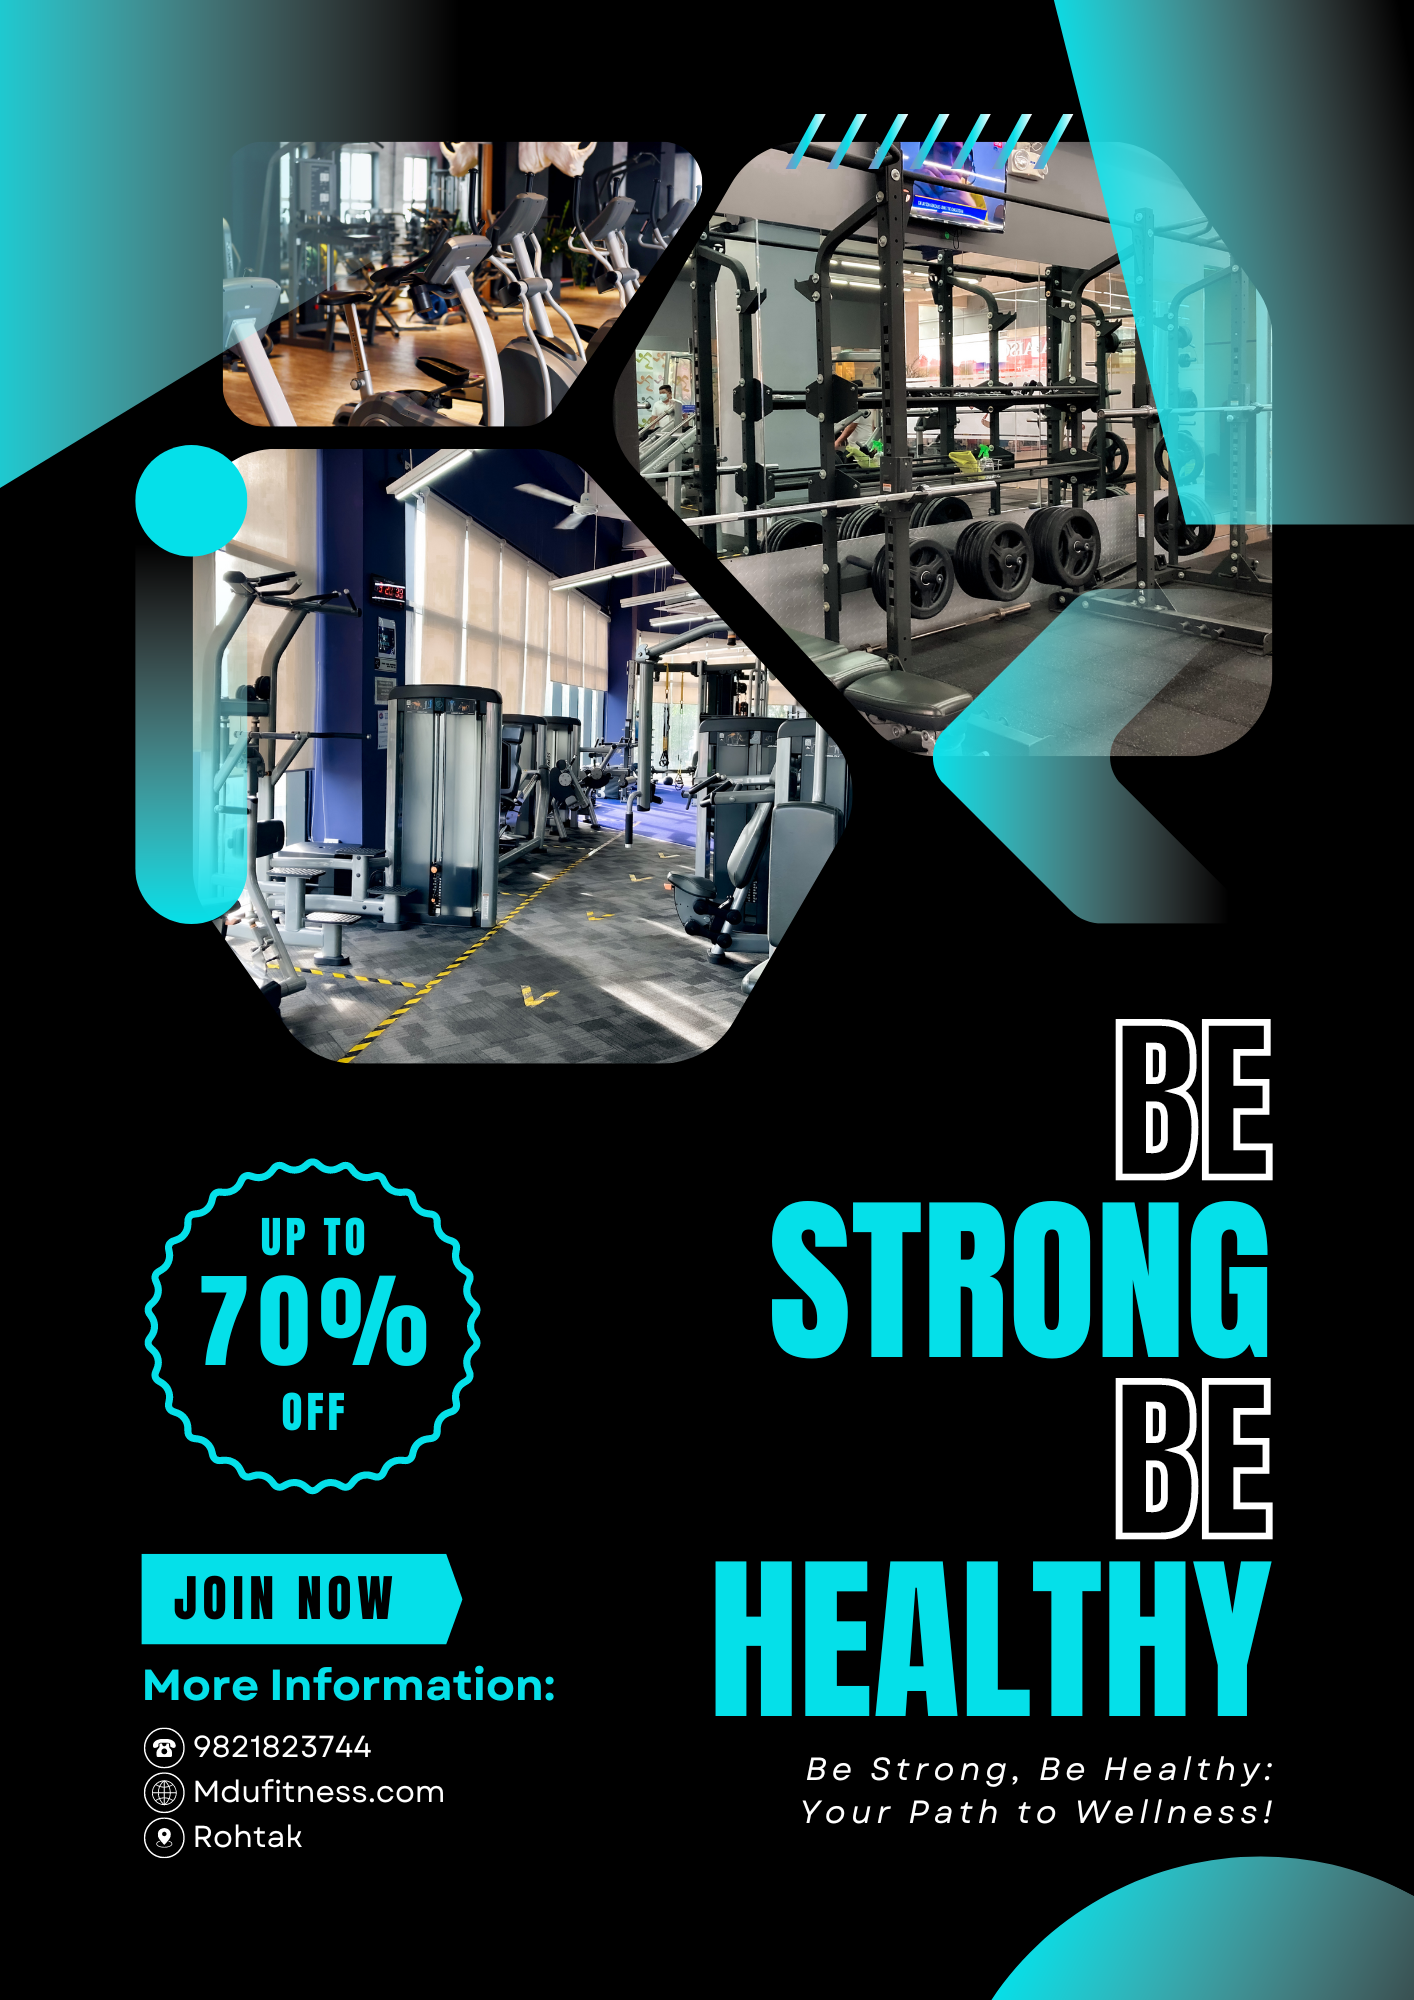 BE
STRONG
BE
HEALTHY
Be Strong, Be Healthy:
Your Path to Wellness!
UP TO
70%
OFF
JOIN NOW
More Information:
9821823744
Mdufitness.com
Rohtak